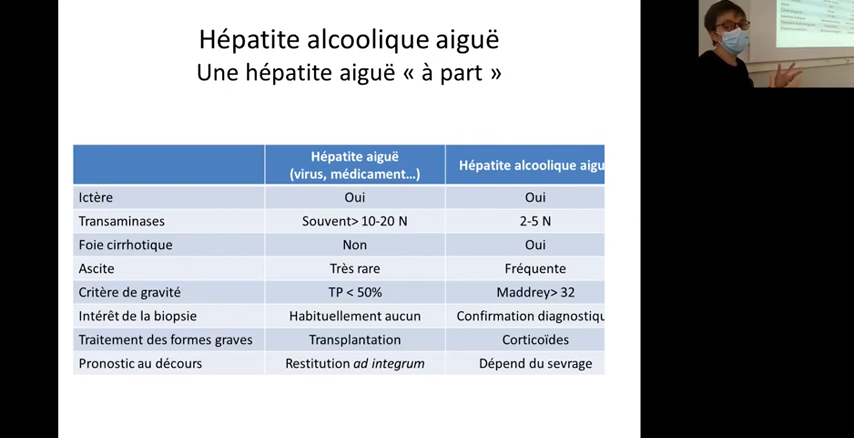 Hépatite alcoolique aiguë
Une hépatite aiguë « à part »
Hépatite aiguë
(virus, médicament...)
Hépatite alcoolique aigu
Ictère Oui Oui
Transaminases Souvent> 10-20 N 2-5 N
Foie cirrhotique Non Oui
Ascite Très rare Fréquente
Critère de gravité TP < 50% Maddrey> 32
Intérêt de la biopsie Habituellement aucun Confirmation diagnostiqu
Traitement des formes graves Transplantation Corticoïdes
Pronostic au décours Restitution ad integrum Dépend du sevrage